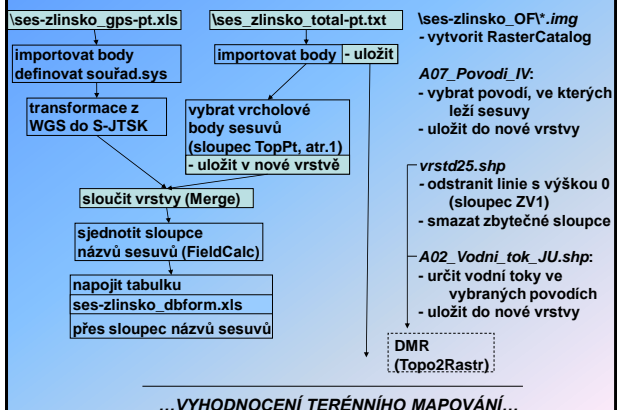 \ses-zlinsko_gps-pt.xls
importovat body
definovat souřad.sys
transformace z
WGS do S-JTSK
\ses_zlinsko_total-pt.txt
importovat body - uložit
vybrat vrcholové
body sesuvů
(sloupec TopPt, atr.1)
- uložit v nové vrstvě
sloučit vrstvy (Merge)
sjednotit sloupce
názvů sesuvů (FieldCalc)
napojit tabulku
ses-zlinsko_dbform.xls
přes sloupec názvů sesuvů
\ses-zlinsko_OF\*.img
- vytvorit RasterCatalog
A07_Povodi_IV:
- vybrat povodí, ve kterých
leží sesuvy
- uložit do nové vrstvy
vrstd25.shp
- odstranit linie s výškou 0
(sloupec ZV1)
- smazat zbytečné sloupce
A02_Vodni_tok_JU.shp:
- určit vodní toky ve
vybraných povodích
- uložit do nové vrstvy
DMR
(Topo2Rastr)
...VYHODNOCENÍ TERÉNNÍHO MAPOVÁNÍ...